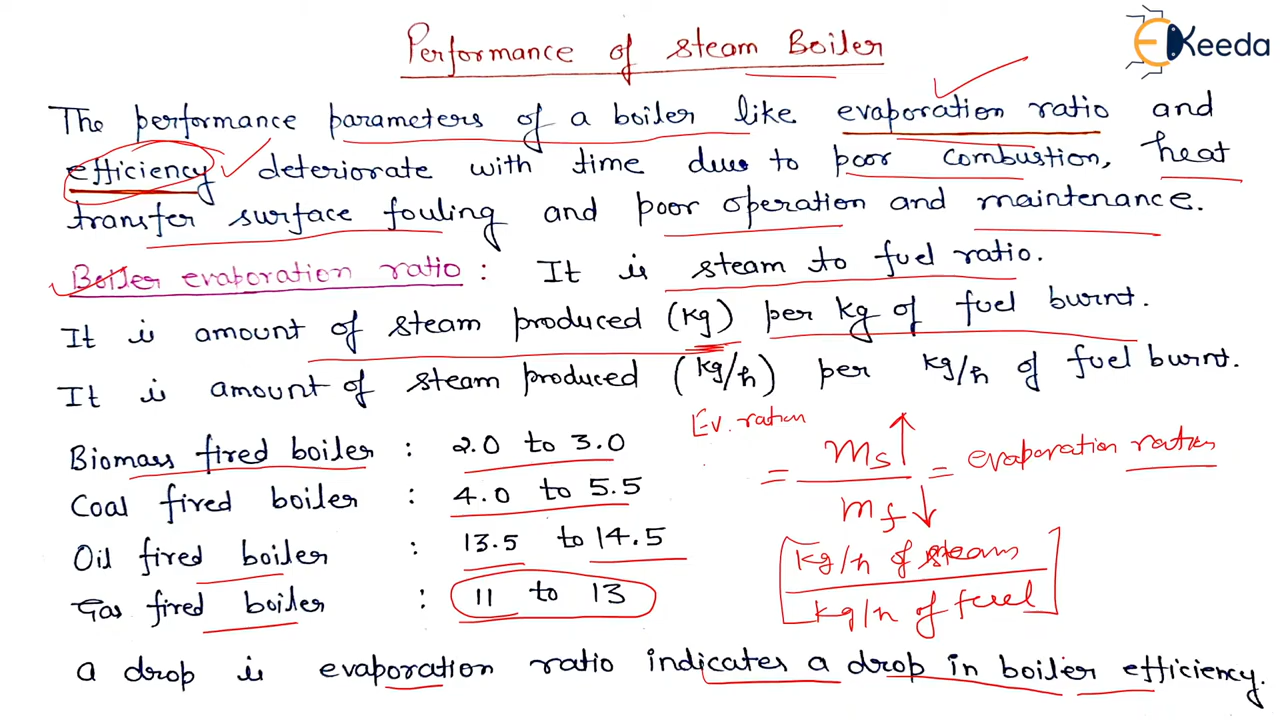 Performance of steam Boiler
EKeeda
The performance parameters of a boiler like evaporation ratio and
efficiency deteriorate with time due to poor combustion, heat
transfer surface fouling and poor operation and maintenance.
Boiler evaporation ratio : It is steam to fuel ratio.
It is amount of steam produced (kg) per kg of fuel burnt.
It is amount of steam produced (kg/h) per kg/h of fuel burnt.
Ev. ration
Biomass fired boiler : 2.0 to 3.0
Coal fired boiler : 4.0 to 5.5
Oil fired boiler : 13.5 to 14.5
Gas fired boiler : 11 to 13
= ms↑ / mf↓ = evaporation ration
[kg/h of steam / kg/h of fuel]
A drop is evaporation ratio indicates a drop in boiler efficiency.